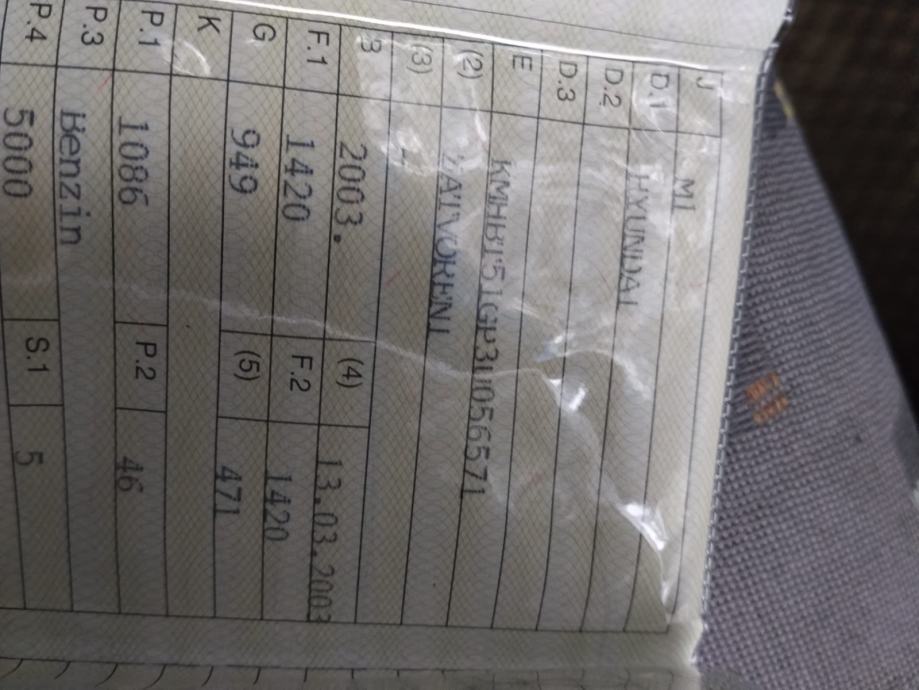 J M1
D.1 HYUNDAI
D.2
D.3
E KMHBT51GP3U056571
(2) ZATVORENI
(3) -
B 2003. (4) 13.03.2003
F.1 1420 F.2 1420
G 949 (5) 471
K
P.1 1086 P.2 46
P.3 Benzin
P.4 5000 S.1 5